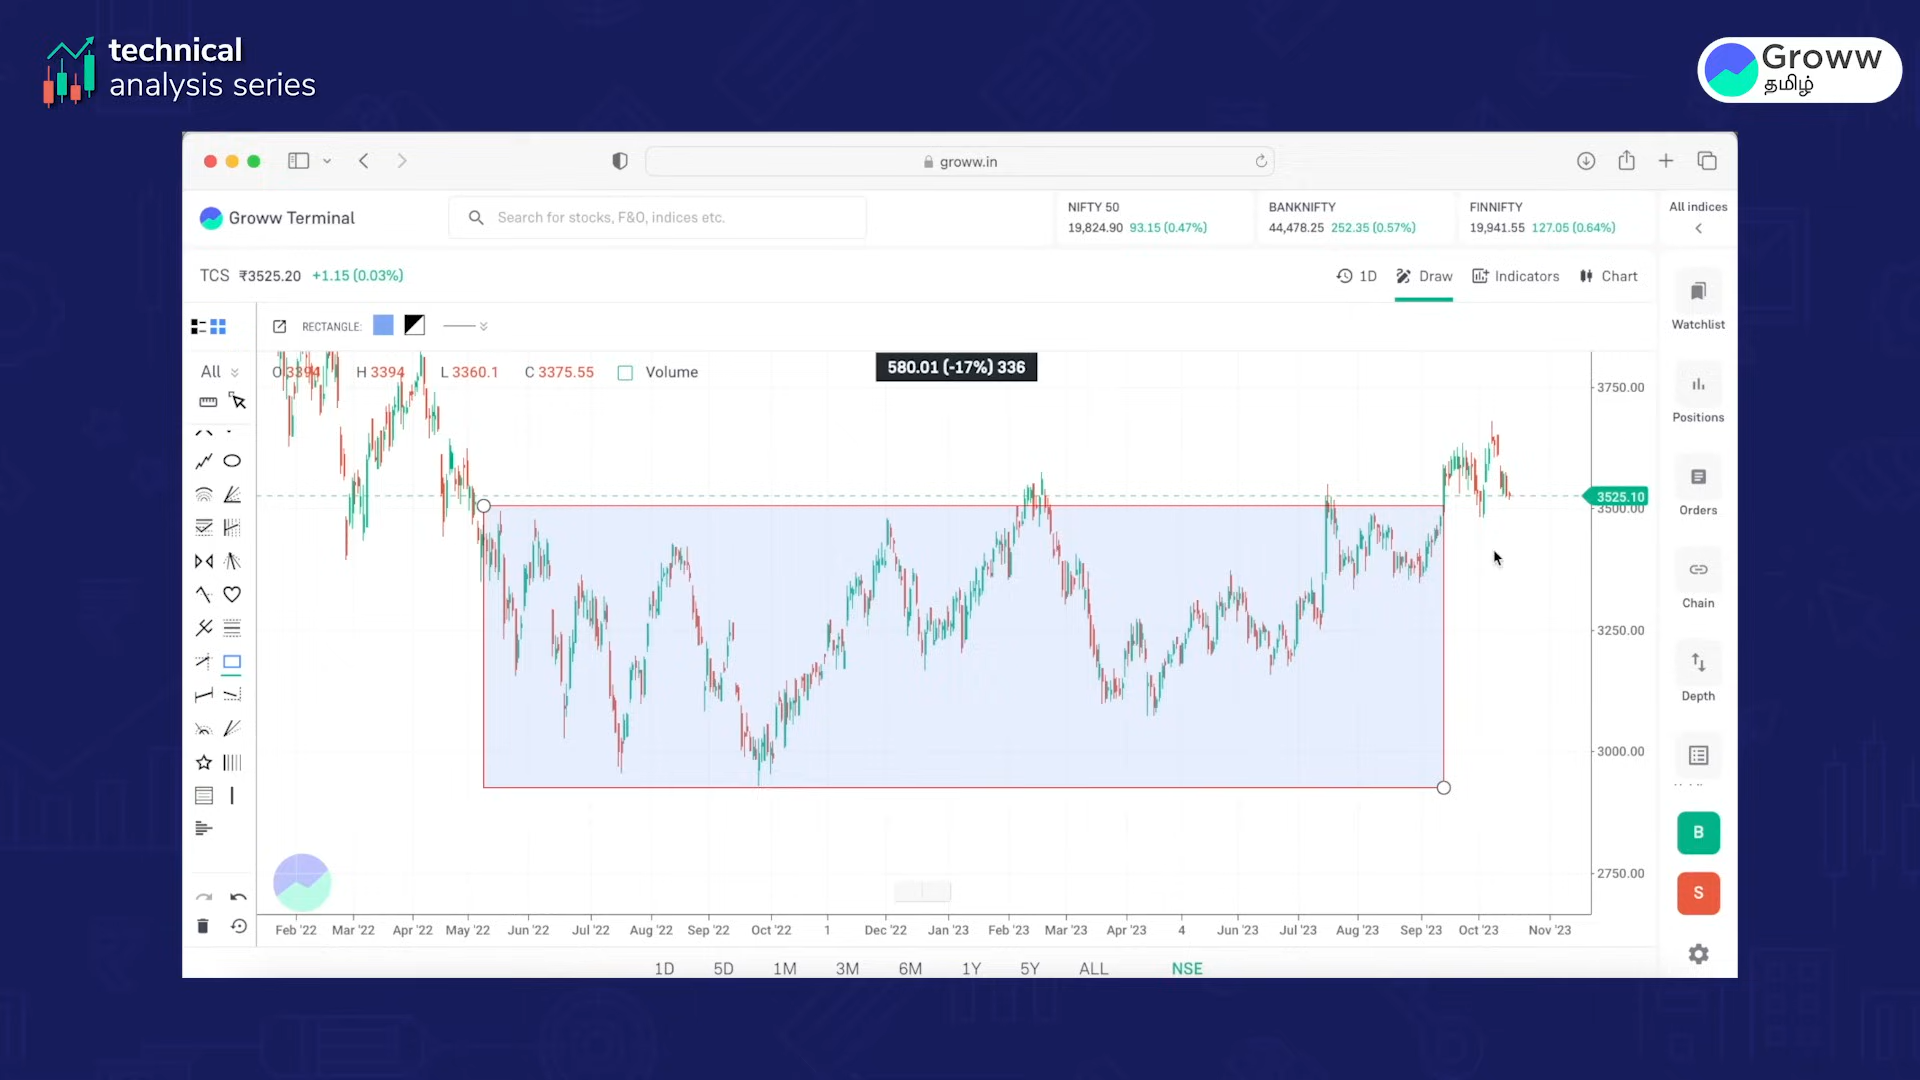 technical
analysis series
Groww
தமிழ்
groww.in
Groww Terminal
Search for stocks, F&O, indices etc.
NIFTY 50
19,824.90 93.15 (0.47%)
BANKNIFTY
44,478.25 252.35 (0.57%)
FINNIFTY
19,941.55 127.05 (0.64%)
All indices
TCS ₹3525.20 +1.15 (0.03%)
1D Draw Indicators Chart
RECTANGLE:
All
O 3394 H 3394 L 3360.1 C 3375.55 Volume
580.01 (-17%) 336
3750.00
3525.10
3500.00
3250.00
3000.00
2750.00
Watchlist
Positions
Orders
Chain
Depth
B
S
Feb '22 Mar '22 Apr '22 May '22 Jun '22 Jul '22 Aug '22 Sep '22 Oct '22 1 Dec '22 Jan '23 Feb '23 Mar '23 Apr '23 4 Jun '23 Jul '23 Aug '23 Sep '23 Oct '23 Nov '23
1D 5D 1M 3M 6M 1Y 5Y ALL NSE